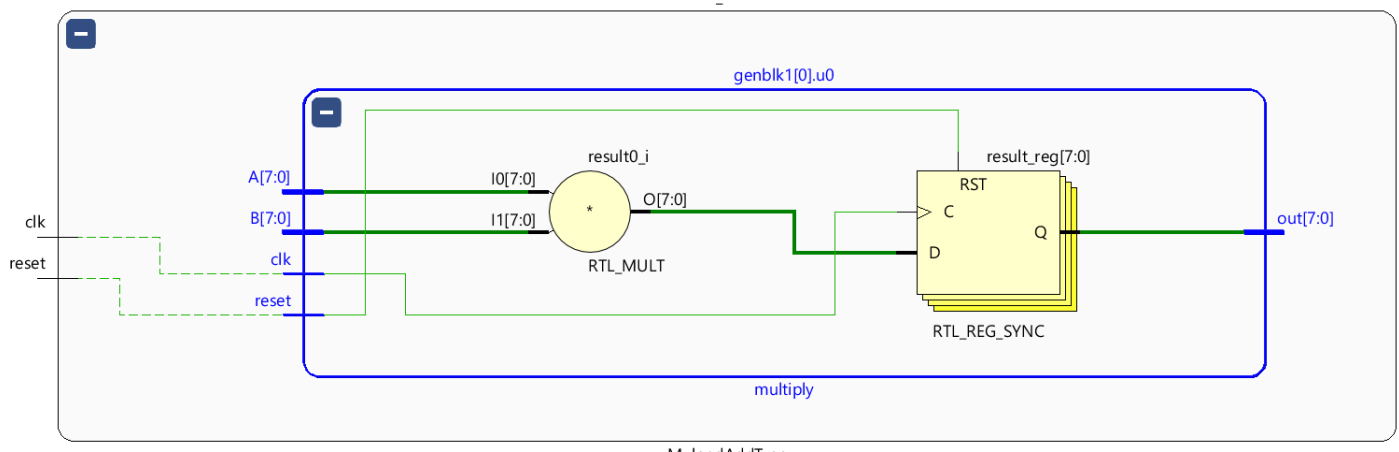 genblk1[0].u0
result0_i
result_reg[7:0]
A[7:0]
I0[7:0]
RST
O[7:0]
C
B[7:0]
I1[7:0]
*
clk
Q
out[7:0]
D
clk
RTL_MULT
reset
reset
RTL_REG_SYNC
multiply